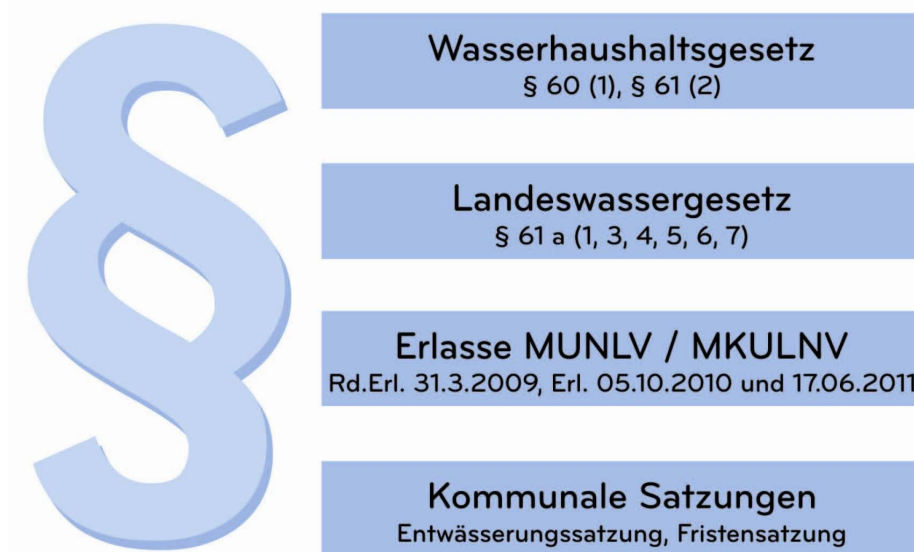 §
Wasserhaushaltsgesetz
§ 60 (1), § 61 (2)
Landeswassergesetz
§ 61 a (1, 3, 4, 5, 6, 7)
Erlasse MUNLV / MKULNV
Rd.Erl. 31.3.2009, Erl. 05.10.2010 und 17.06.2011
Kommunale Satzungen
Entwässerungssatzung, Fristensatzung